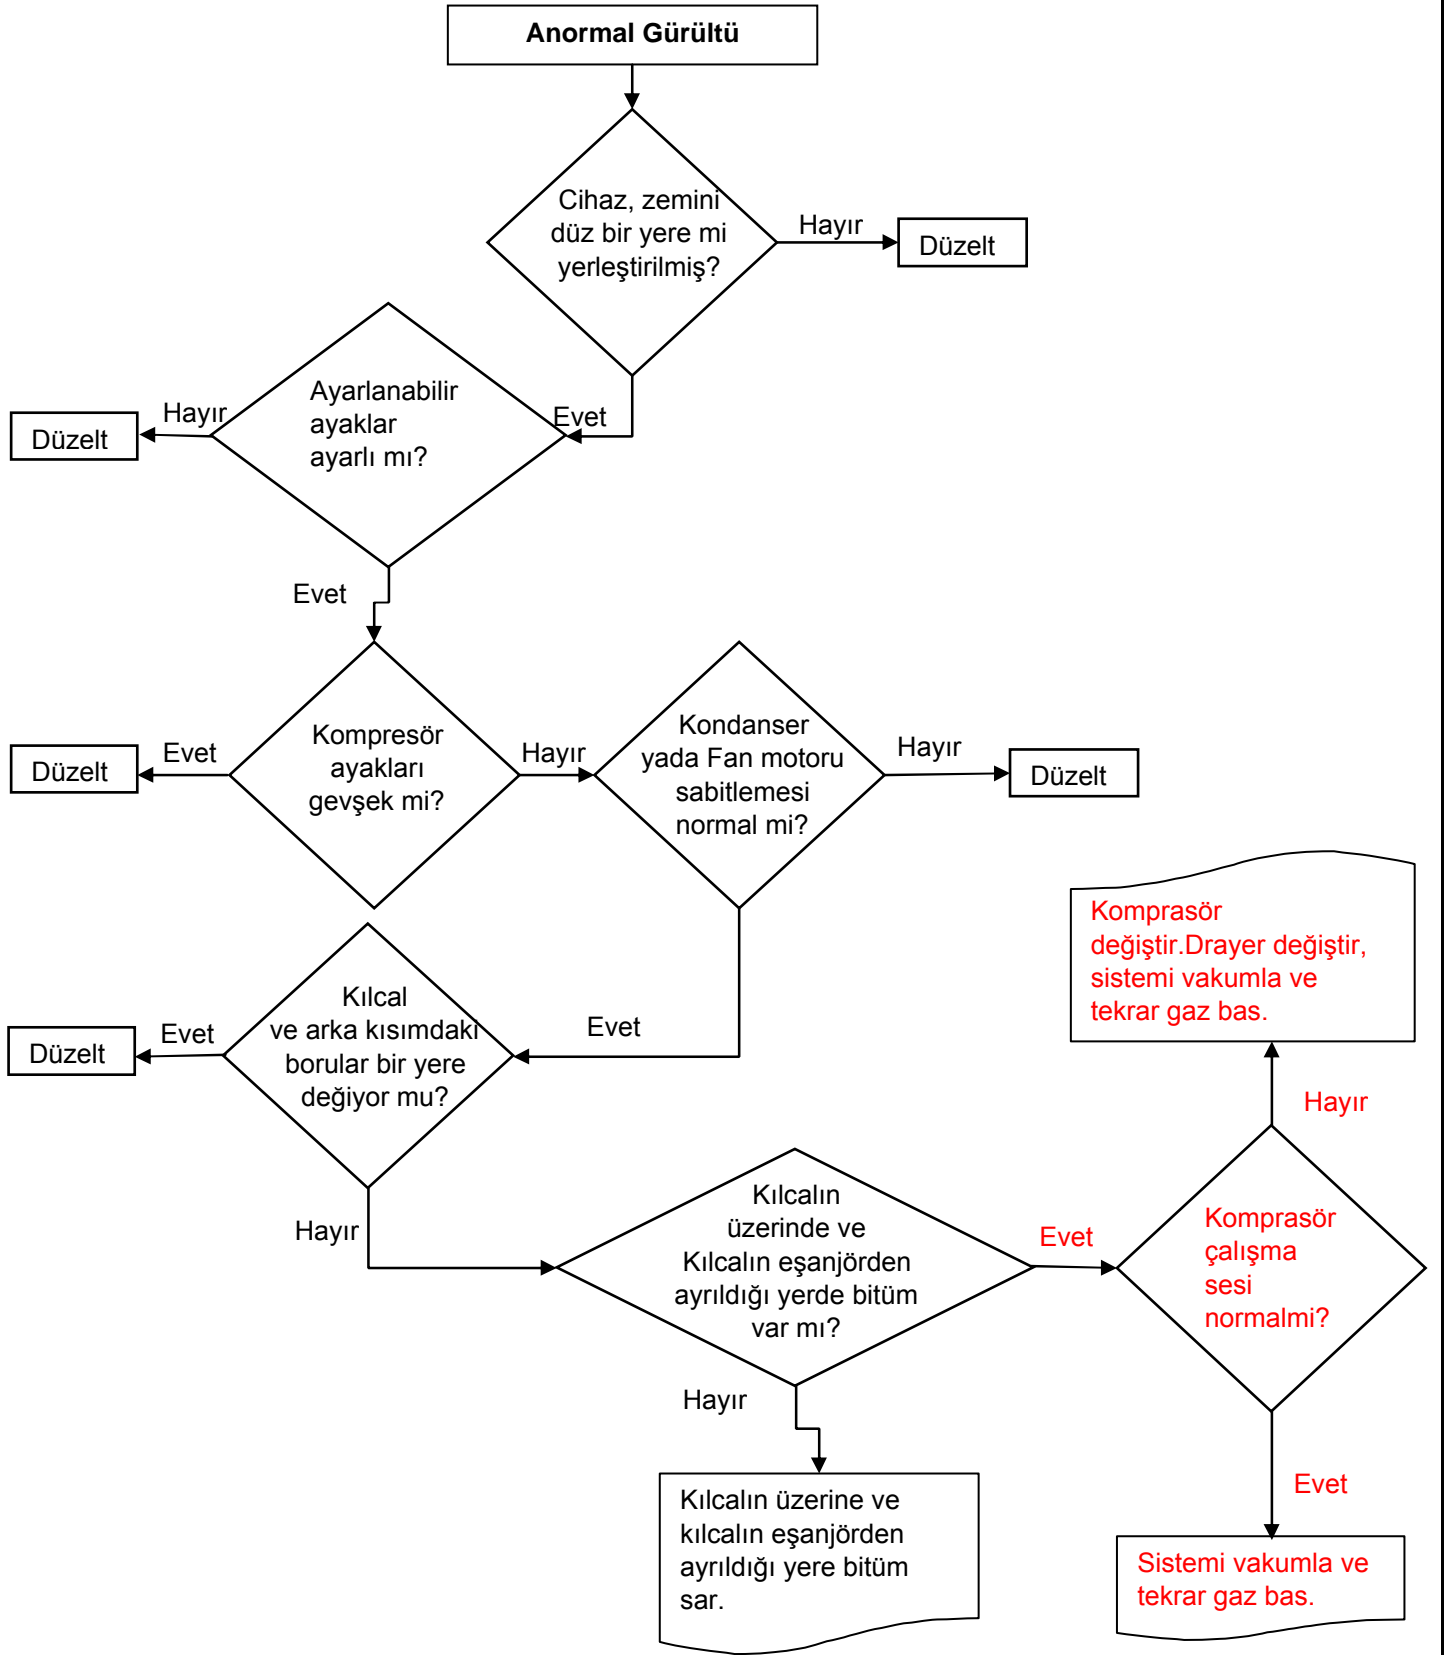 Anormal Gürültü
Cihaz, zemini
düz bir yere mi
yerleştirilmiş?
Hayır
Düzelt
Ayarlanabilir
ayaklar
ayarlı mı?
Hayır
Düzelt
Evet
Evet
Kompresör
ayakları
gevşek mi?
Evet
Düzelt
Hayır
Kondanser
yada Fan motoru
sabitlemesi
normal mi?
Hayır
Düzelt
Evet
Kılcal
ve arka kısımdaki
borular bir yere
değiyor mu?
Evet
Düzelt
Hayır
Kılcalın
üzerinde ve
Kılcalın eşanjörden
ayrıldığı yerde bitüm
var mı?
Hayır
Kılcalın üzerine ve
kılcalın eşanjörden
ayrıldığı yere bitüm
sar.
Evet
Komprasör
çalışma
sesi
normalmi?
Hayır
Komprasör
değiştir.Drayer değiştir,
sistemi vakumla ve
tekrar gaz bas.
Evet
Sistemi vakumla ve
tekrar gaz bas.